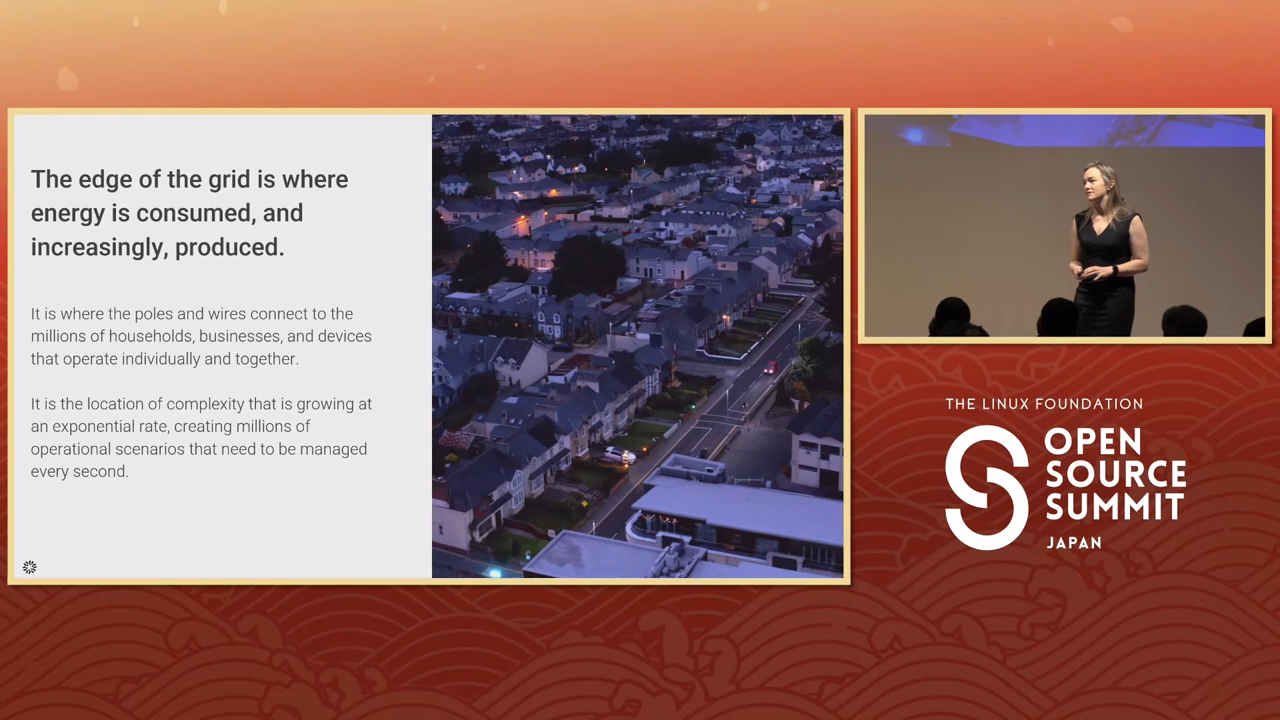 The edge of the grid is where
energy is consumed, and
increasingly, produced.
It is where the poles and wires connect to the
millions of households, businesses, and devices
that operate individually and together.
It is the location of complexity that is growing at
an exponential rate, creating millions of
operational scenarios that need to be managed
every second.
THE LINUX FOUNDATION
OPEN
SOURCE
SUMMIT
JAPAN